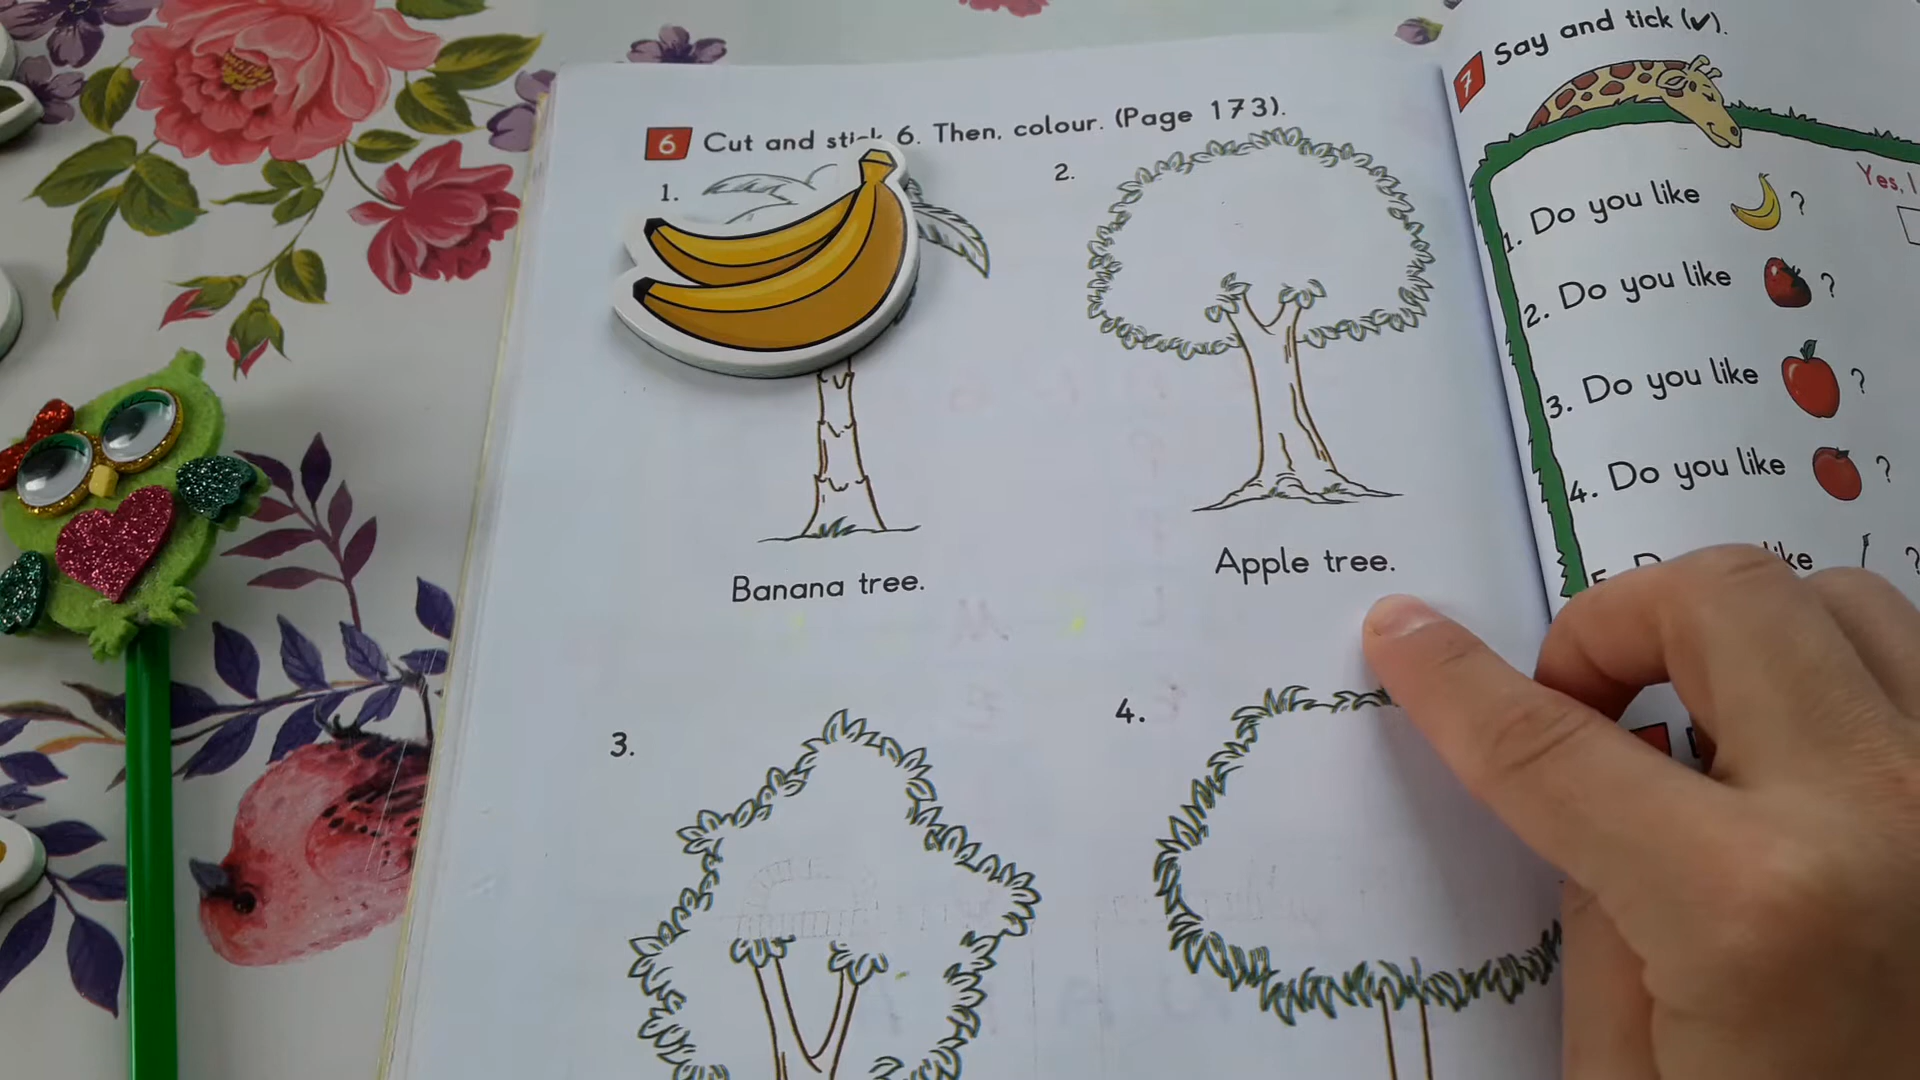 6 Cut and stick 6. Then, colour. (Page 173).
1.
2.
Banana tree.
Apple tree.
3.
4.
7 Say and tick (✔).
Yes, I
1. Do you like ?
2. Do you like ?
3. Do you like ?
4. Do you like ?
5. like ?